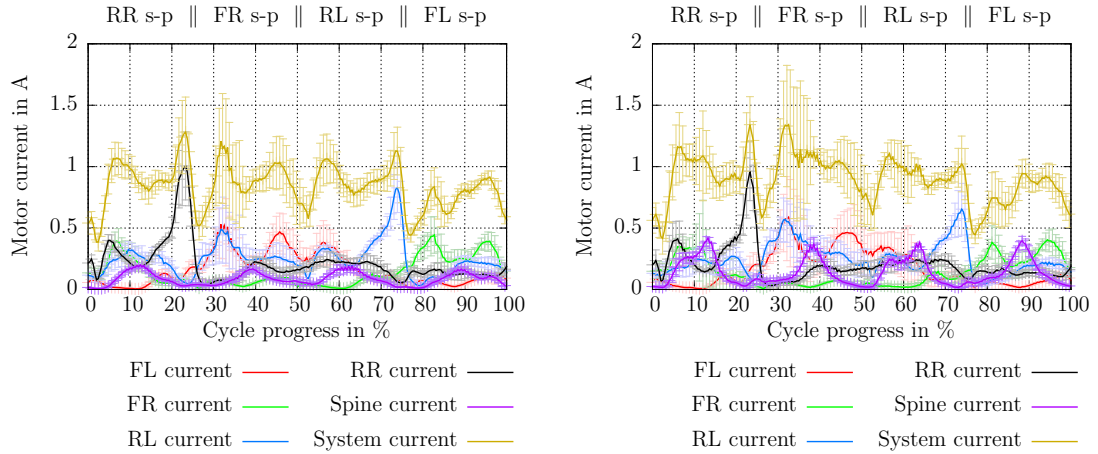 RR s-p || FR s-p || RL s-p || FL s-p
Motor current in A
2
1.5
1
0.5
0
0 10 20 30 40 50 60 70 80 90 100
Cycle progress in %
FL current RR current
FR current Spine current
RL current System current
RR s-p || FR s-p || RL s-p || FL s-p
Motor current in A
2
1.5
1
0.5
0
0 10 20 30 40 50 60 70 80 90 100
Cycle progress in %
FL current RR current
FR current Spine current
RL current System current